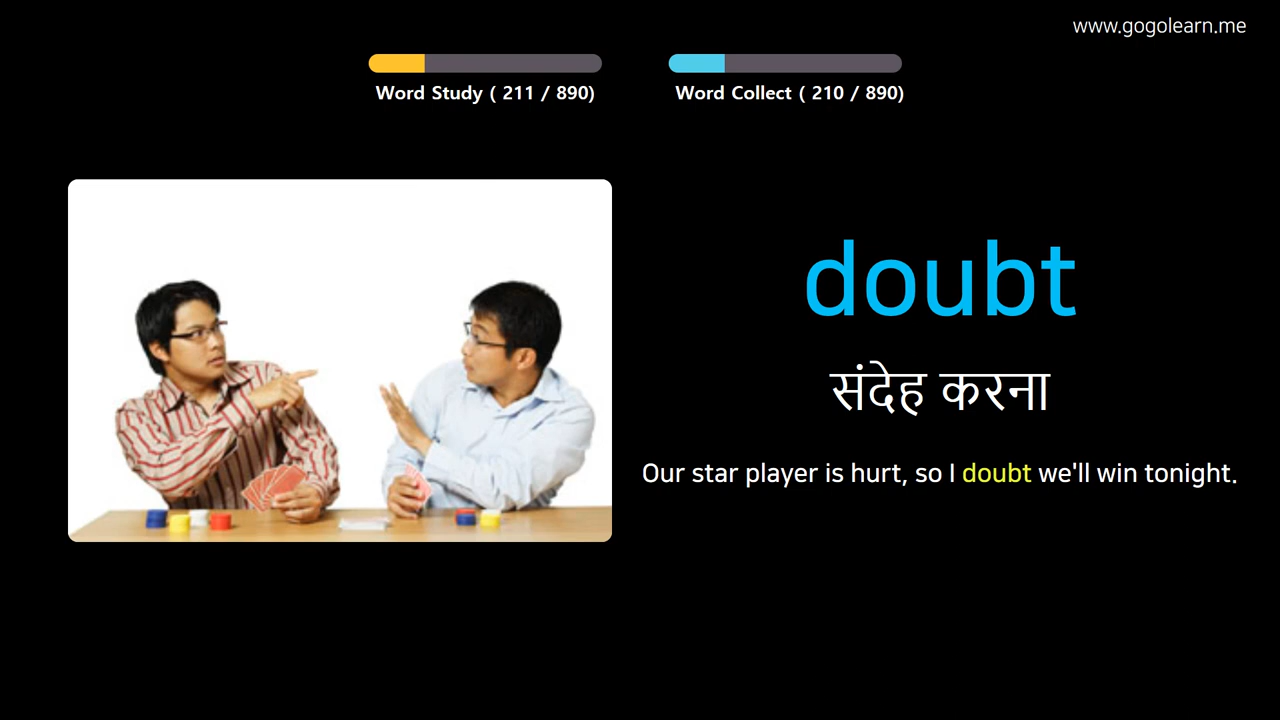 www.gogolearn.me
Word Study ( 211 / 890)
Word Collect ( 210 / 890)
doubt
संदेह करना
Our star player is hurt, so I doubt we'll win tonight.